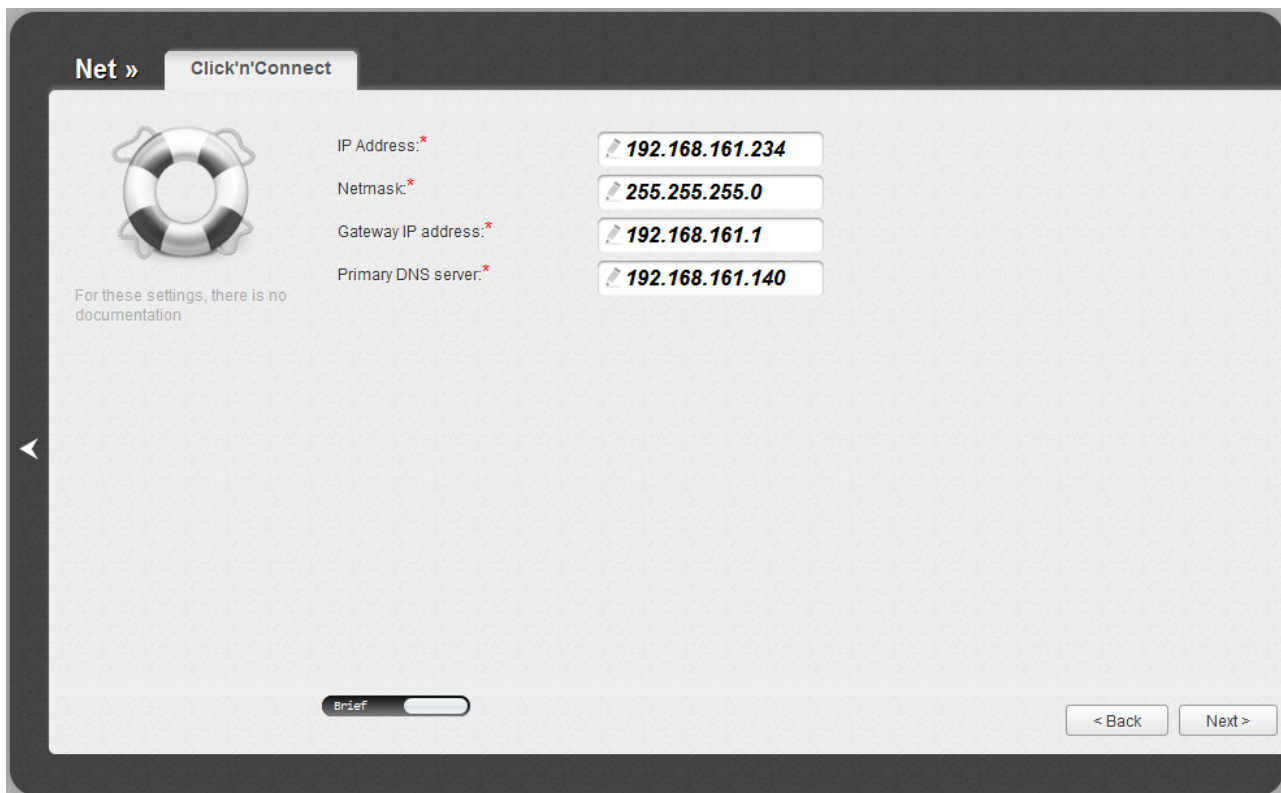 Net »
Click'n'Connect
IP Address:*
192.168.161.234
Netmask:*
255.255.255.0
Gateway IP address:*
192.168.161.1
Primary DNS server:*
192.168.161.140
For these settings, there is no
documentation
Brief
< Back
Next >